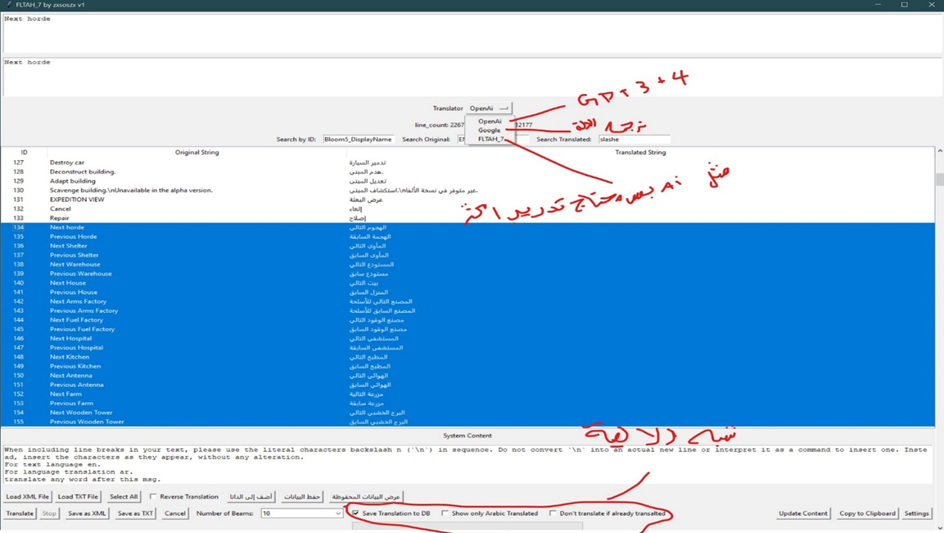 FLTAH_7 by zxsoszx v1
Next horde
Next horde
Translator OpenAi
OpenAi
Google
FLTAH_7
GPT 3 + 4
line_count: 2267
12177
Search by ID: Bloom5_DisplayName Search Original: Search Translated: slashe
ID Original String Translated String
127 Destroy car تدمير السيارة
128 Deconstruct building. هدم المبنى.
129 Adapt building تعديل المبنى
130 Scavenge building.\nUnavailable in the alpha version. استكشاف المبنى.\nغير متوفر في نسخة الألفا.
131 EXPEDITION VIEW عرض البعثة
132 Cancel إلغاء
133 Repair إصلاح
مثل Ai بس محتاج تدريب اكثر
134 Next horde الهجوم التالي
135 Previous Horde الهجمة السابقة
136 Next Shelter المأوى التالي
137 Previous Shelter المأوى السابق
138 Next Warehouse المستودع التالي
139 Previous Warehouse مستودع سابق
140 Next House بيت التالي
141 Previous House المنزل السابق
142 Next Arms Factory المصنع التالي للأسلحة
143 Previous Arms Factory المصنع السابق للأسلحة
144 Next Fuel Factory مصنع الوقود التالي
145 Previous Fuel Factory مصنع الوقود السابق
146 Next Hospital المستشفى التالي
147 Previous Hospital المستشفى السابقة
148 Next Kitchen المطبخ التالي
149 Previous Kitchen المطبخ السابق
150 Next Antenna الهوائي التالي
151 Previous Antenna الهوائي السابق
152 Next Farm مزرعة التالية
153 Previous Farm مزرعة سابقة
154 Next Wooden Tower البرج الخشبي التالي
155 Previous Wooden Tower البرج الخشبي السابق
System Content
When including line breaks in your text, please use the literal characters backslash n (`\n`) in sequence. Do not convert `\n` into an actual new line or interpret it as a command to insert one. Inste
ad, insert the characters as they appear, without any alteration.
For text language en.
For language translation ar.
translate any word after this msg.
Load XML File Load TXT File Select All Reverse Translation أضف إلى الداتا حفظ البيانات عرض البيانات المحفوظة
Translate Stop Save as XML Save as TXT Cancel Number of Beams: 10 Save Translation to DB Show only Arabic Translated Don't translate if already transalted Update Content Copy to Clipboard Settings